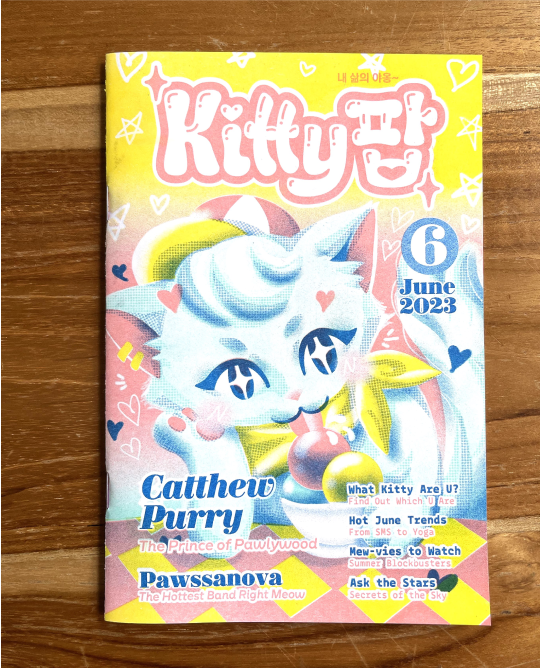 내 삶의 야옹~
Kitty팝
6
June
2023
Catthew
Purry
The Prince of Pawlywood
Pawssanova
The Hottest Band Right Meow
What Kitty Are U?
Find Out Which U Are
Hot June Trends
From SMS to Yoga
Mew-vies to Watch
Summer Blockbusters
Ask the Stars
Secrets of the Sky